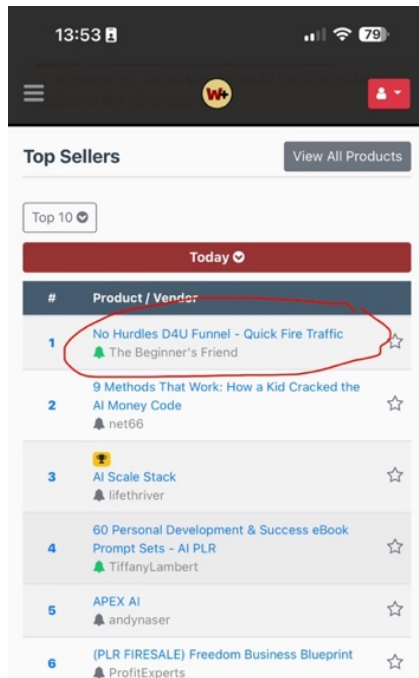 13:53
79
W+
Top Sellers
View All Products
Top 10
Today
# Product / Vendor
1 No Hurdles D4U Funnel - Quick Fire Traffic
The Beginner's Friend
9 Methods That Work: How a Kid Cracked the
2 AI Money Code
net66
3 AI Scale Stack
lifethriver
60 Personal Development & Success eBook
4 Prompt Sets - AI PLR
TiffanyLambert
5 APEX AI
andynaser
6 (PLR FIRESALE) Freedom Business Blueprint
ProfitExperts